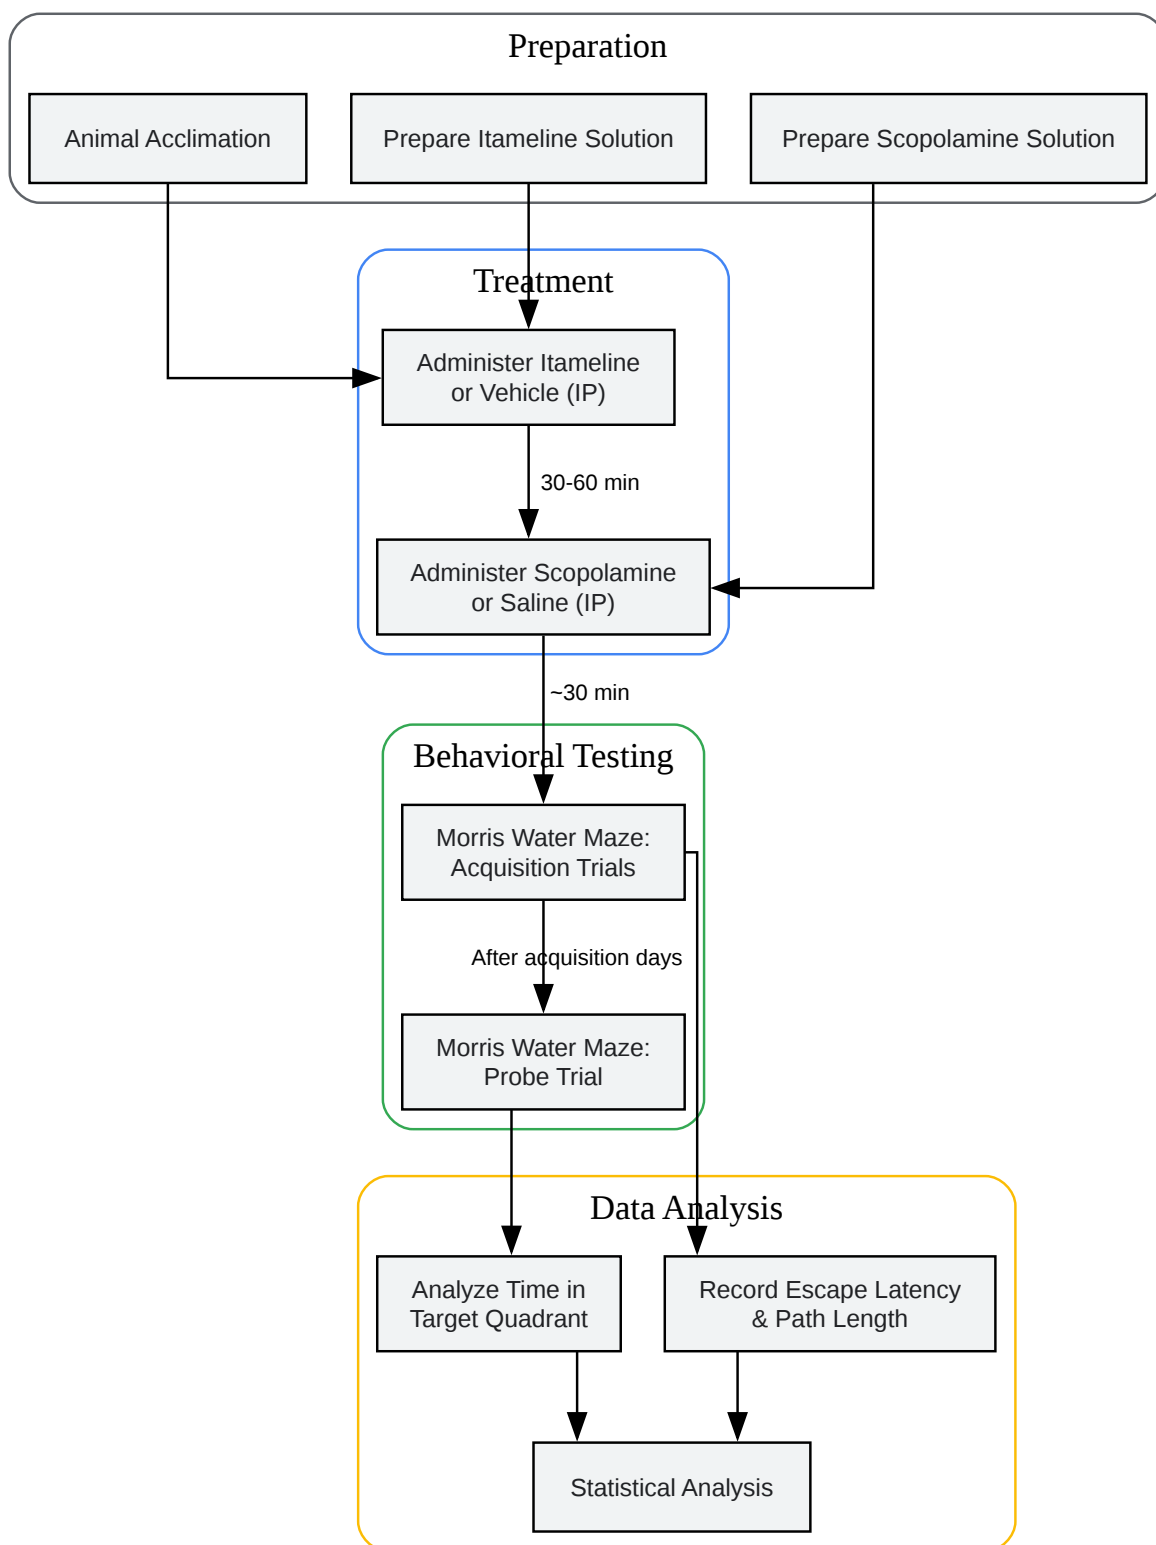 Preparation
Animal Acclimation
Prepare Itameline Solution
Prepare Scopolamine Solution
Treatment
Administer Itameline
or Vehicle (IP)
30-60 min
Administer Scopolamine
or Saline (IP)
~30 min
Behavioral Testing
Morris Water Maze:
Acquisition Trials
After acquisition days
Morris Water Maze:
Probe Trial
Data Analysis
Analyze Time in
Target Quadrant
Record Escape Latency
& Path Length
Statistical Analysis